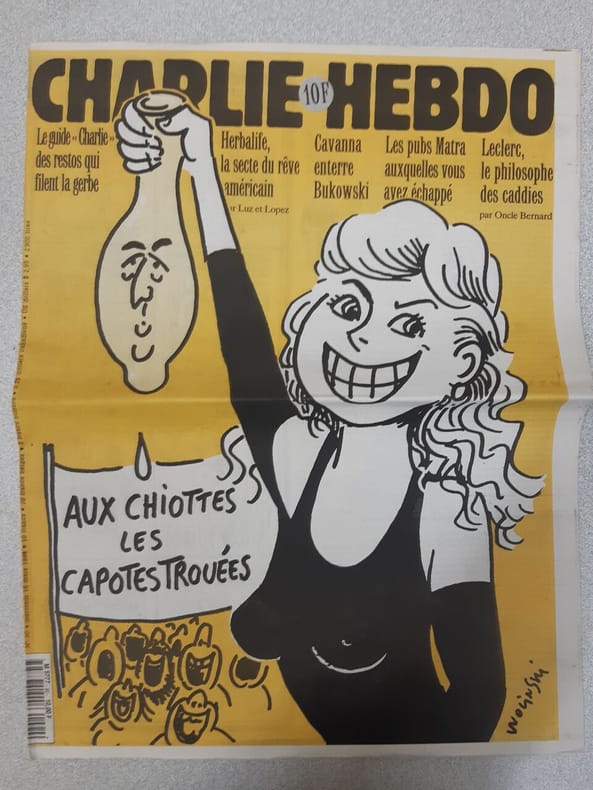 CHARLIE HEBDO
10F
Le guide « Charlie »
des restos qui
filent la gerbe
Herbalife,
la secte du rêve
américain
par Luz et Lopez
Cavanna
enterre
Bukowski
Les pubs Matra
auxquelles vous
avez échappé
Leclerc,
le philosophe
des caddies
par Oncle Bernard
AUX CHIOTTES
LES
CAPOTES TROUÉES
WOLINSKI